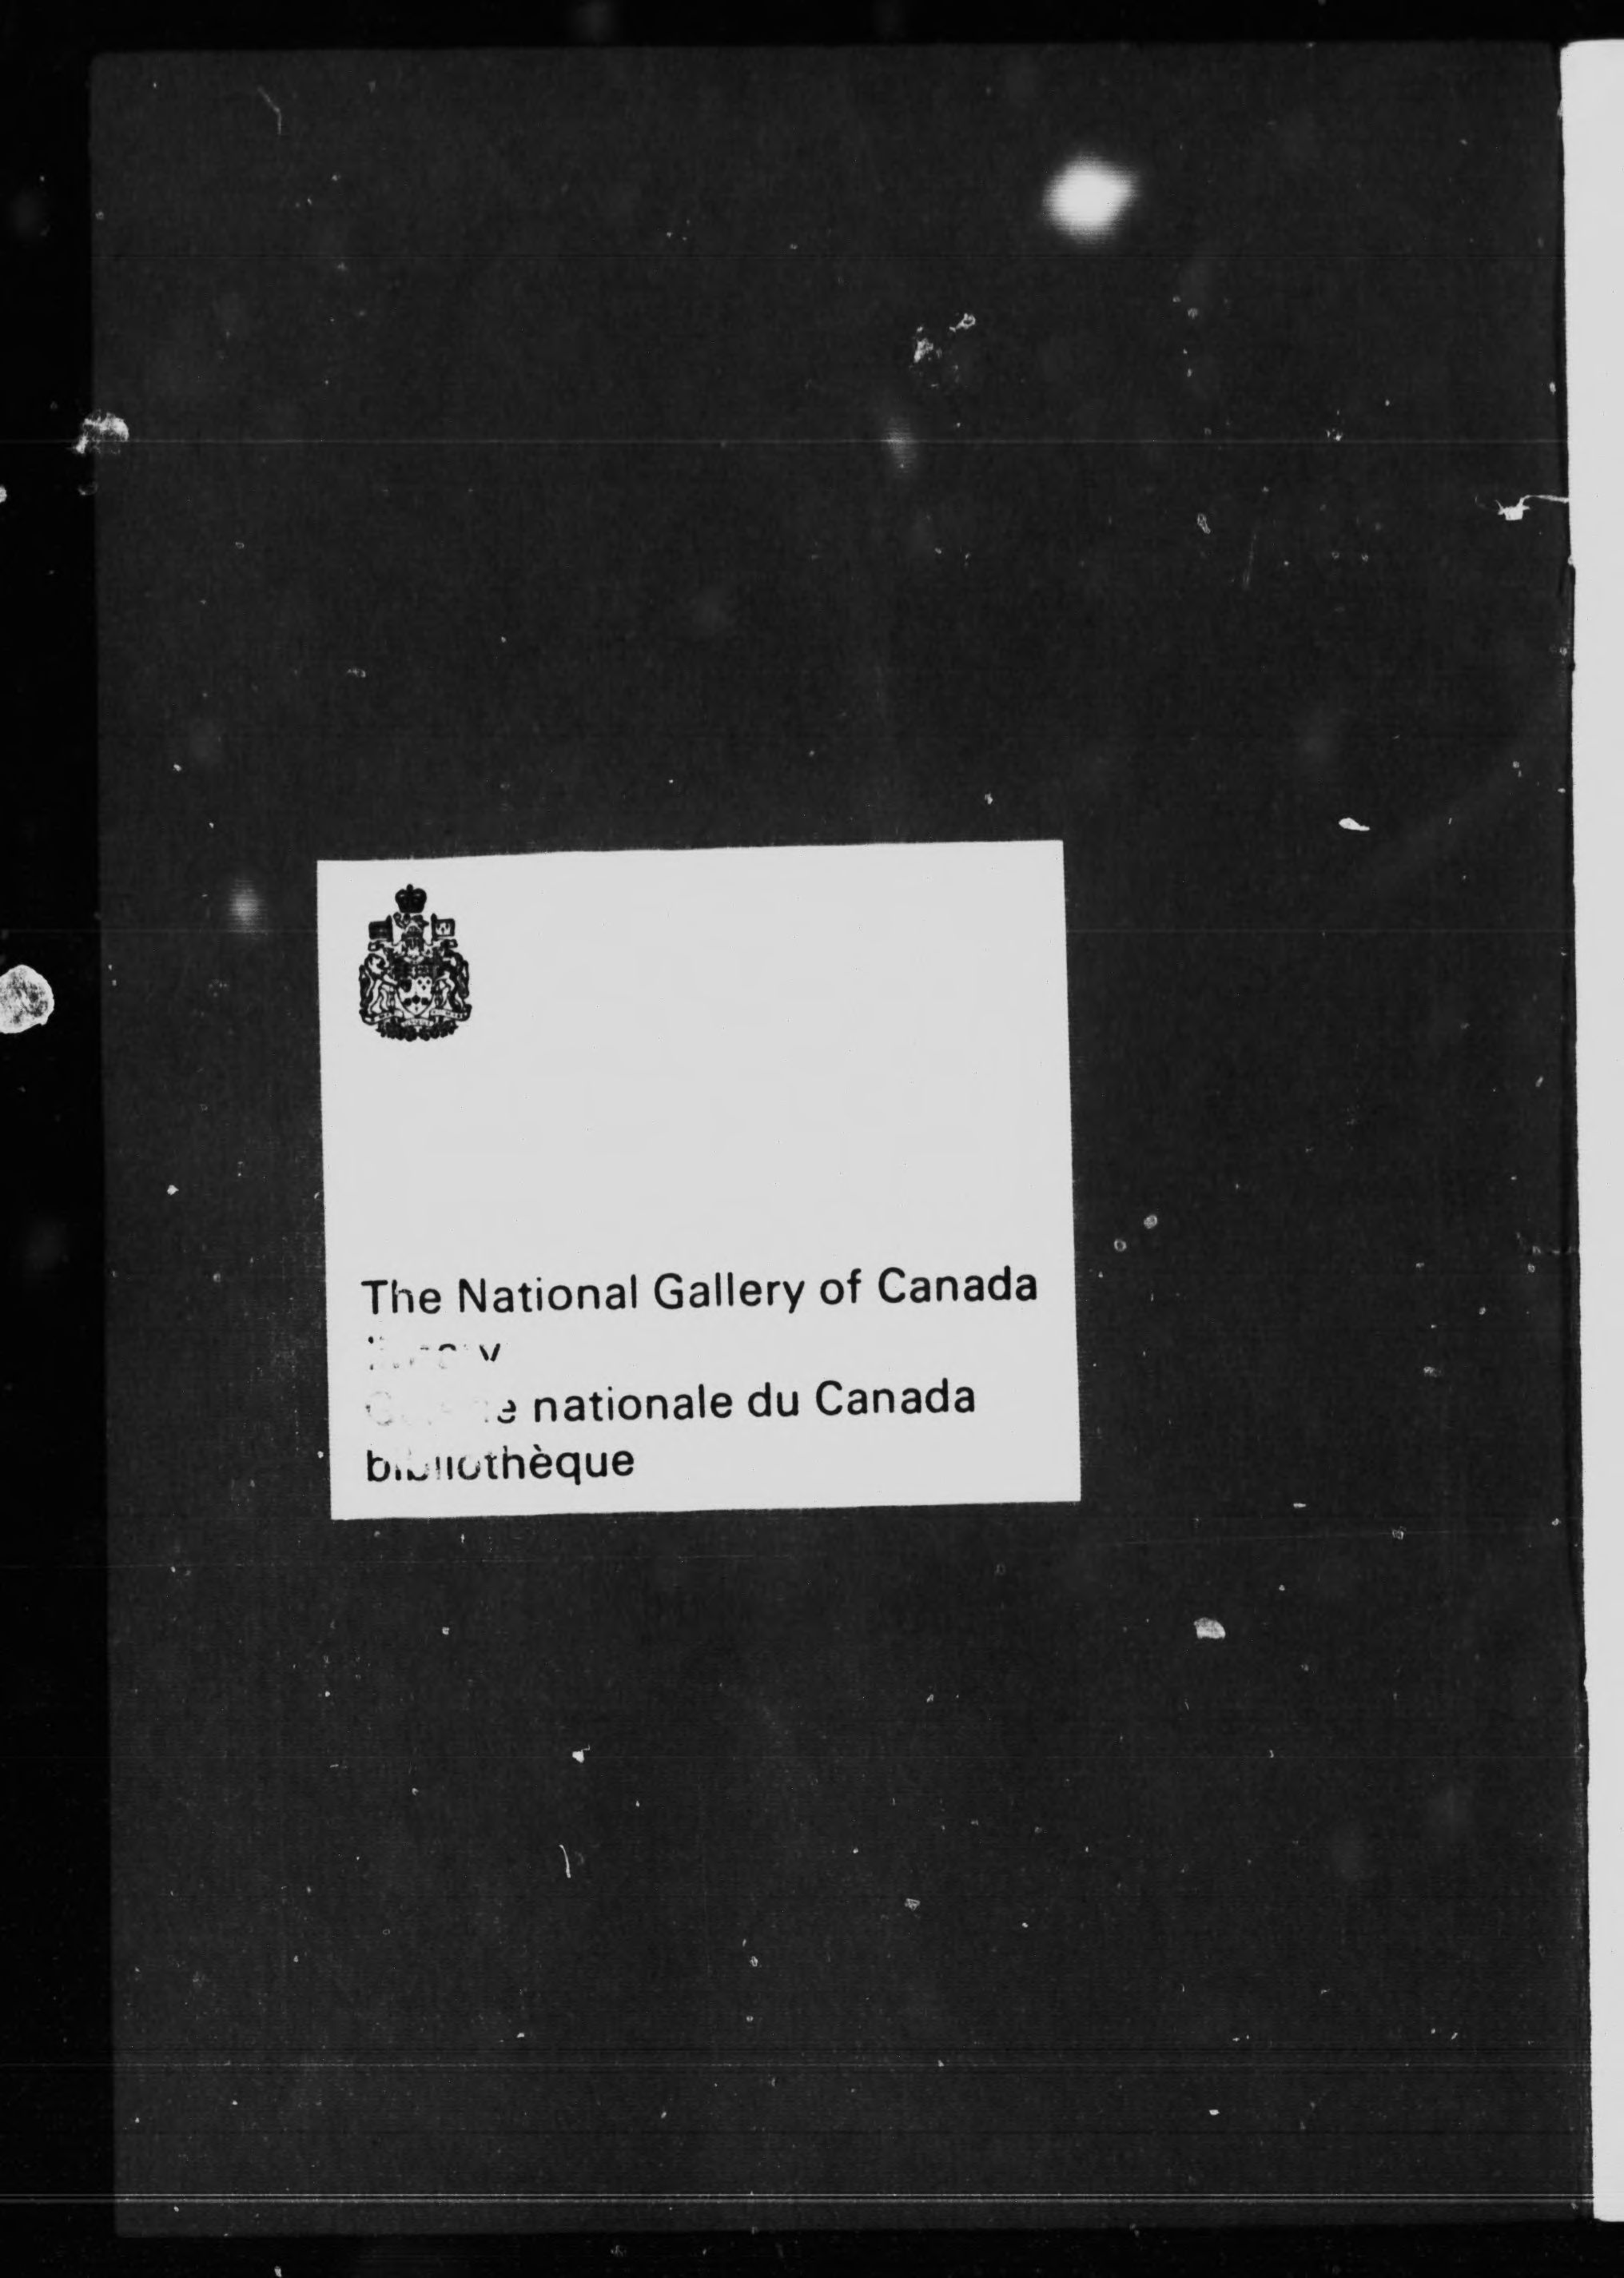 The National Gallery of Canada
nationale du Canada
bibliothèque